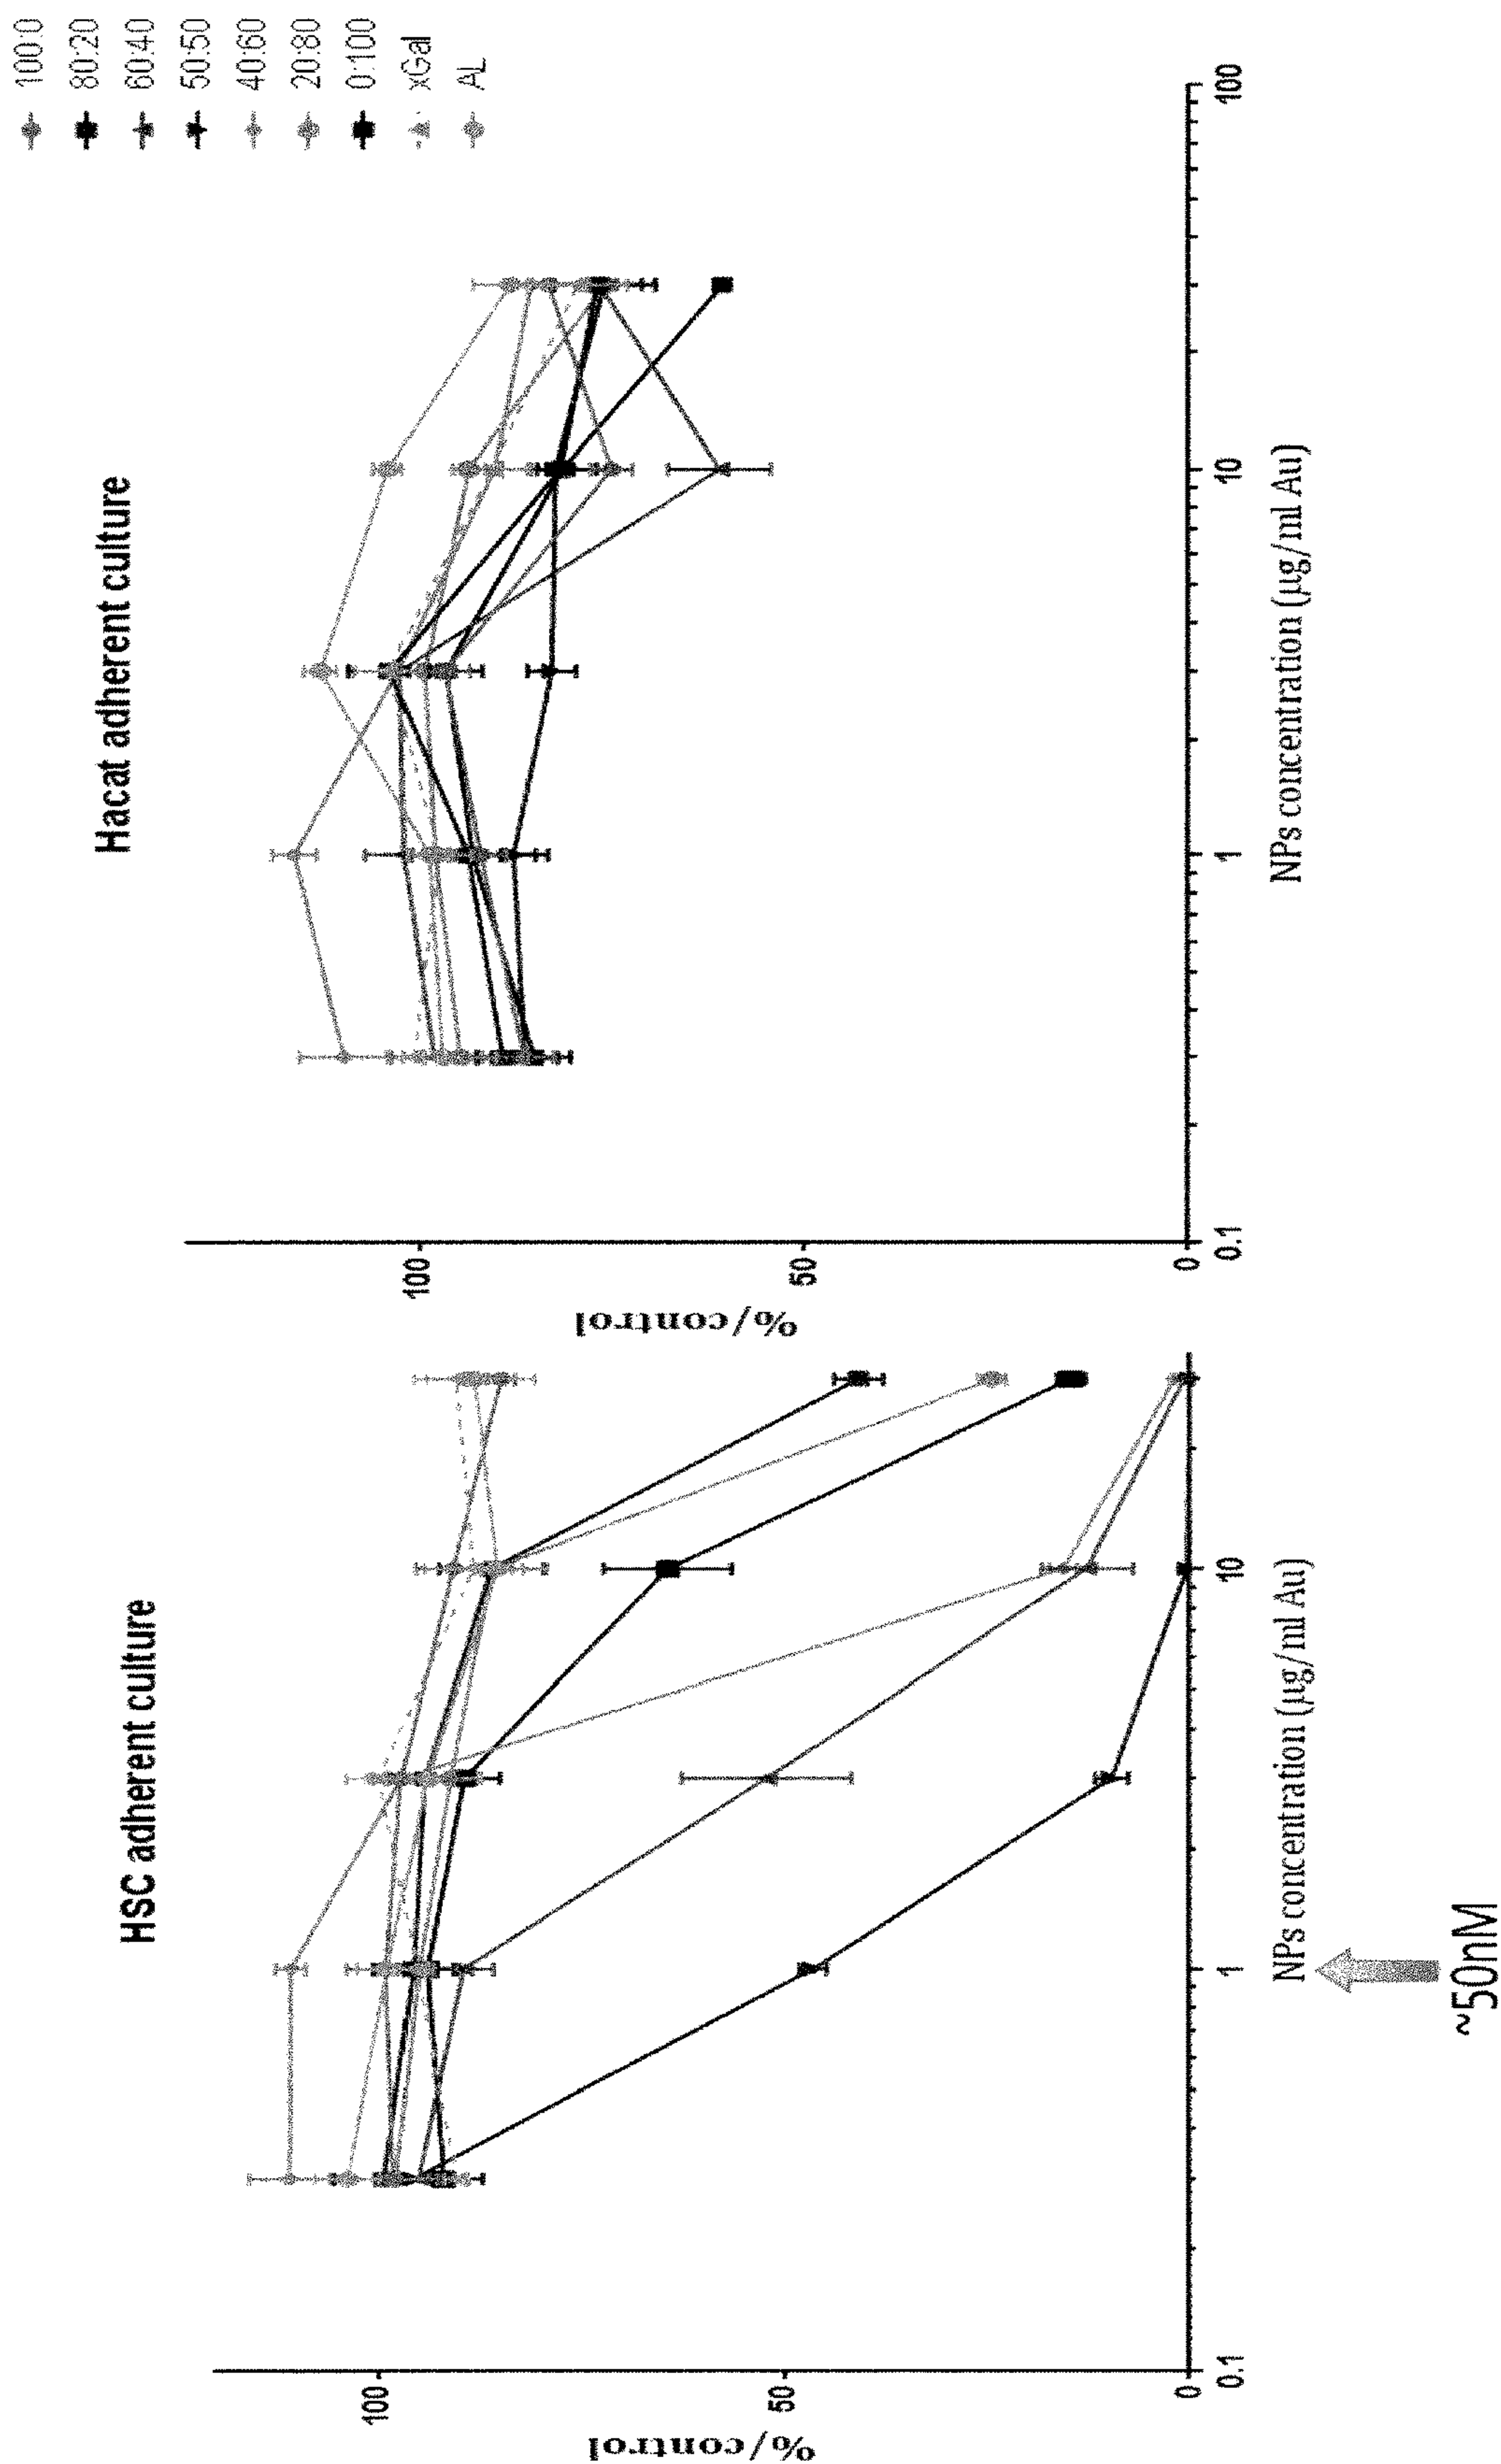 HSC adherent culture
%/control
100
50
0
0.1
1
10
NPs concentration (µg/ml Au)
~50nM
Hacat adherent culture
%/control
100
50
0
0.1
1
10
100
NPs concentration (µg/ml Au)
100:0
80:20
60:40
50:50
40:60
20:80
0:100
xGal
AL